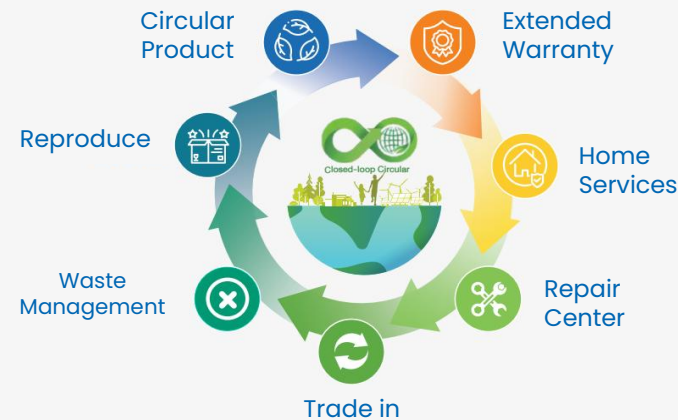 Circular
Product
Extended
Warranty
Reproduce
Home
Services
Closed-loop Circular
Waste
Management
Repair
Center
Trade in